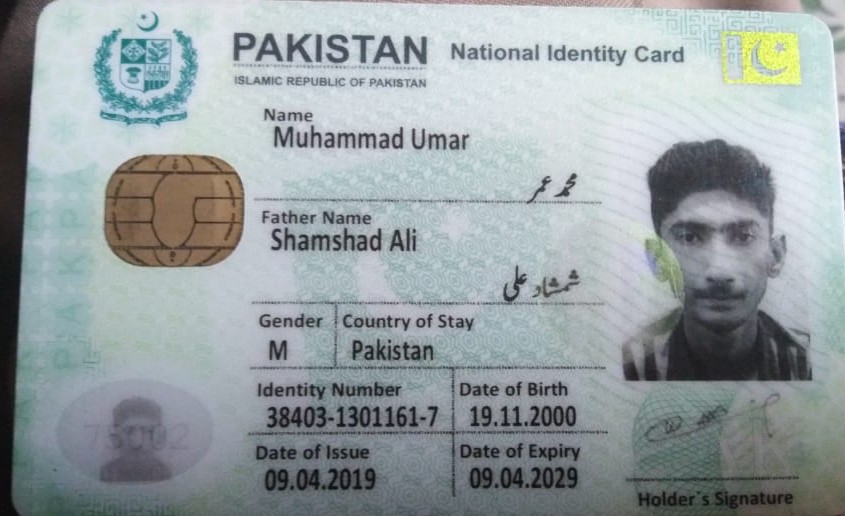 PAKISTAN National Identity Card
ISLAMIC REPUBLIC OF PAKISTAN
Name
Muhammad Umar
محمد عمر
Father Name
Shamshad Ali
شمشاد علی
Gender Country of Stay
M Pakistan
Identity Number Date of Birth
38403-1301161-7 19.11.2000
Date of Issue Date of Expiry
09.04.2019 09.04.2029
Holder's Signature